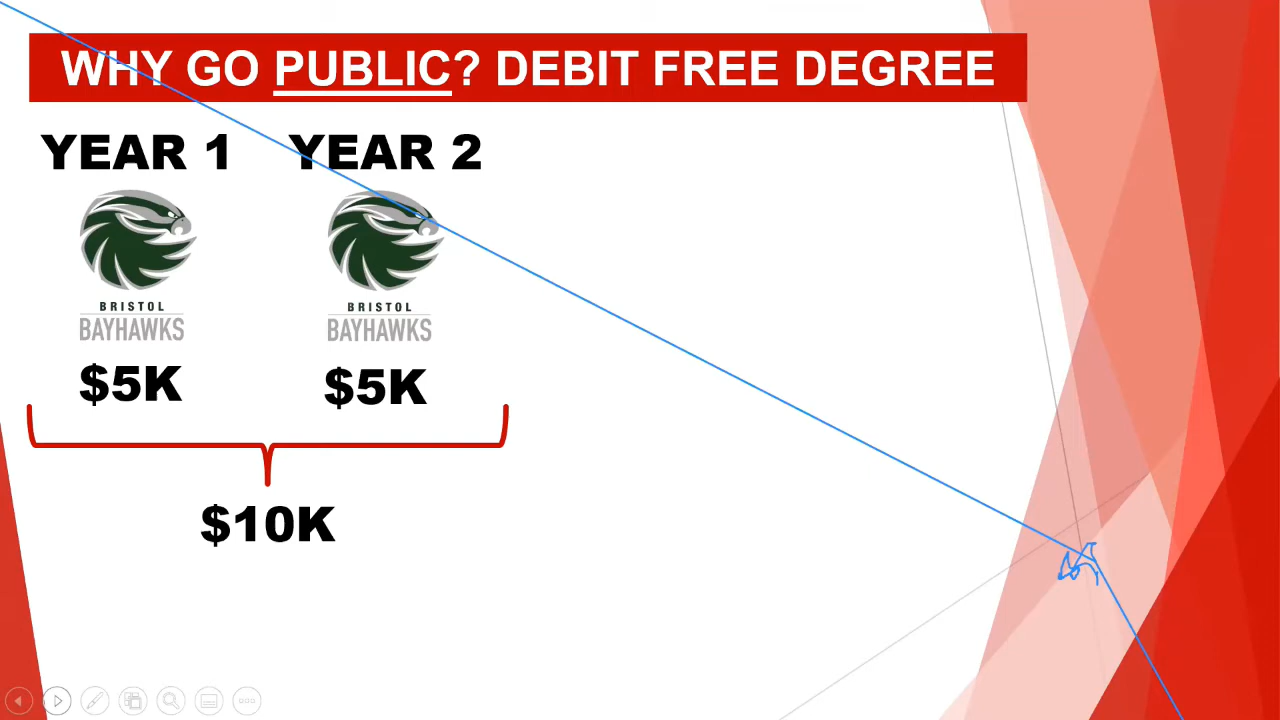 WHY GO PUBLIC? DEBIT FREE DEGREE
YEAR 1 YEAR 2
BRISTOL BRISTOL
BAYHAWKS BAYHAWKS
$5K $5K
$10K